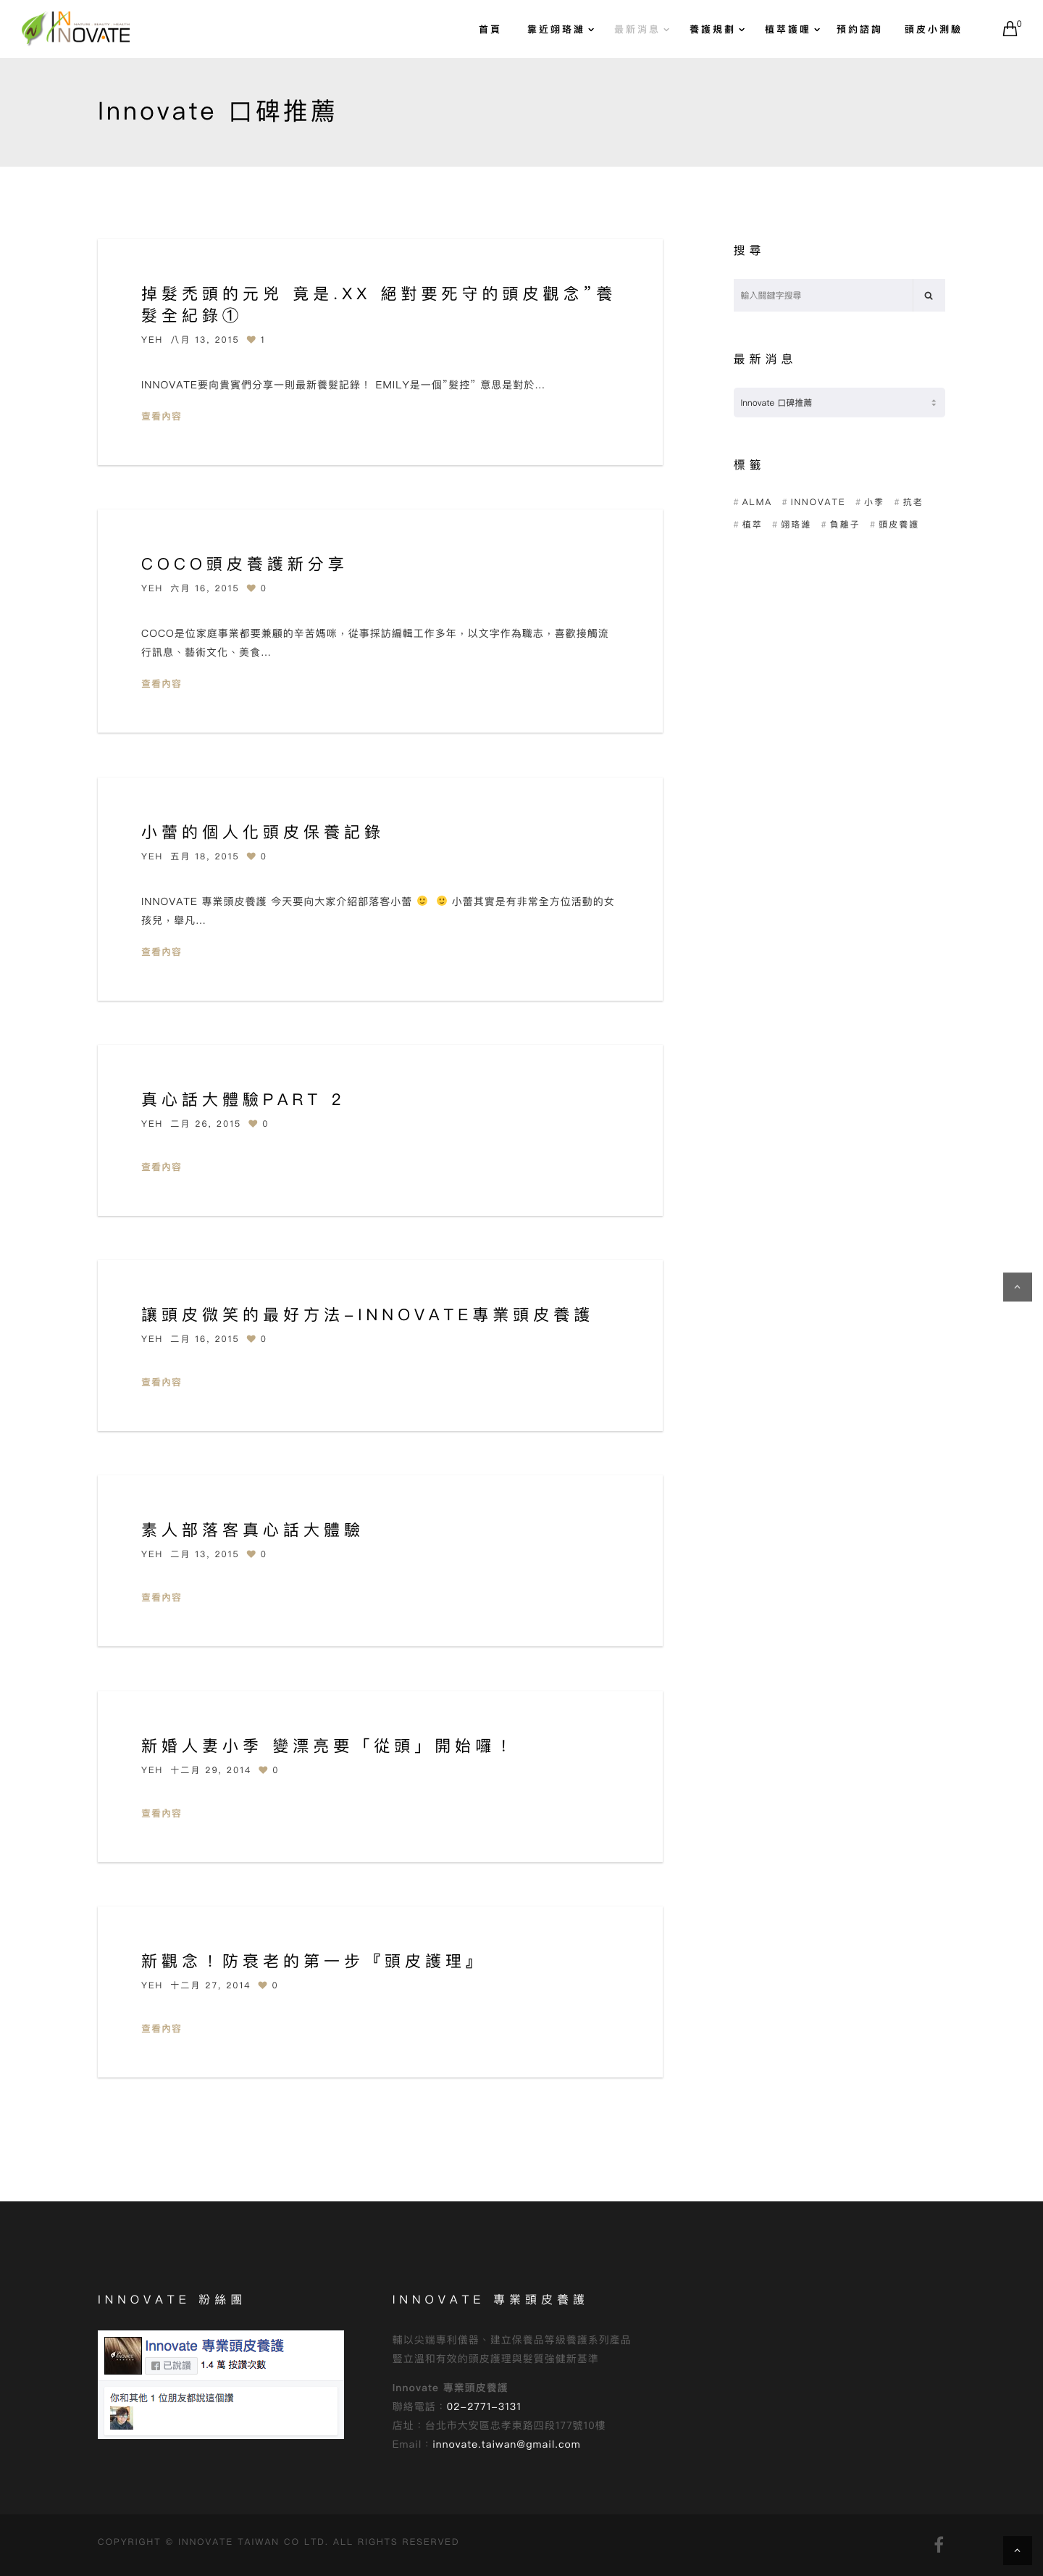 IN
INNOVATE
首頁 靠近翊珞濰 最新消息 養護規劃 植萃護哩 預約諮詢 頭皮小測驗 0
Innovate 口碑推薦
掉髮禿頭的元兇 竟是.XX 絕對要死守的頭皮觀念”養
髮全紀錄①
YEH 八月 13, 2015 1
INNOVATE要向貴賓們分享一則最新養髮記錄！ EMILY是一個”髮控” 意思是對於…
查看內容
COCO頭皮養護新分享
YEH 六月 16, 2015 0
COCO是位家庭事業都要兼顧的辛苦媽咪，從事採訪編輯工作多年，以文字作為職志，喜歡接觸流
行訊息、藝術文化、美食…
查看內容
小蕾的個人化頭皮保養記錄
YEH 五月 18, 2015 0
INNOVATE 專業頭皮養護 今天要向大家介紹部落客小蕾 🙂 🙂 小蕾其實是有非常全方位活動的女
孩兒，舉凡…
查看內容
真心話大體驗PART 2
YEH 二月 26, 2015 0
查看內容
讓頭皮微笑的最好方法–INNOVATE專業頭皮養護
YEH 二月 16, 2015 0
查看內容
素人部落客真心話大體驗
YEH 二月 13, 2015 0
查看內容
新婚人妻小季 變漂亮要「從頭」開始囉！
YEH 十二月 29, 2014 0
查看內容
新觀念！防衰老的第一步『頭皮護理』
YEH 十二月 27, 2014 0
查看內容
搜尋
輸入關鍵字搜尋
最新消息
Innovate 口碑推薦
標籤
# ALMA # INNOVATE # 小季 # 抗老
# 植萃 # 翊珞濰 # 負離子 # 頭皮養護
INNOVATE 粉絲團
Innovate 專業頭皮養護
已說讚 1.4 萬 按讚次數
你和其他 1 位朋友都說這個讚
INNOVATE 專業頭皮養護
輔以尖端專利儀器、建立保養品等級養護系列產品
豎立溫和有效的頭皮護理與髮質強健新基準
Innovate 專業頭皮養護
聯絡電話：02–2771–3131
店址：台北市大安區忠孝東路四段177號10樓
Email：innovate.taiwan@gmail.com
COPYRIGHT © INNOVATE TAIWAN CO LTD. ALL RIGHTS RESERVED